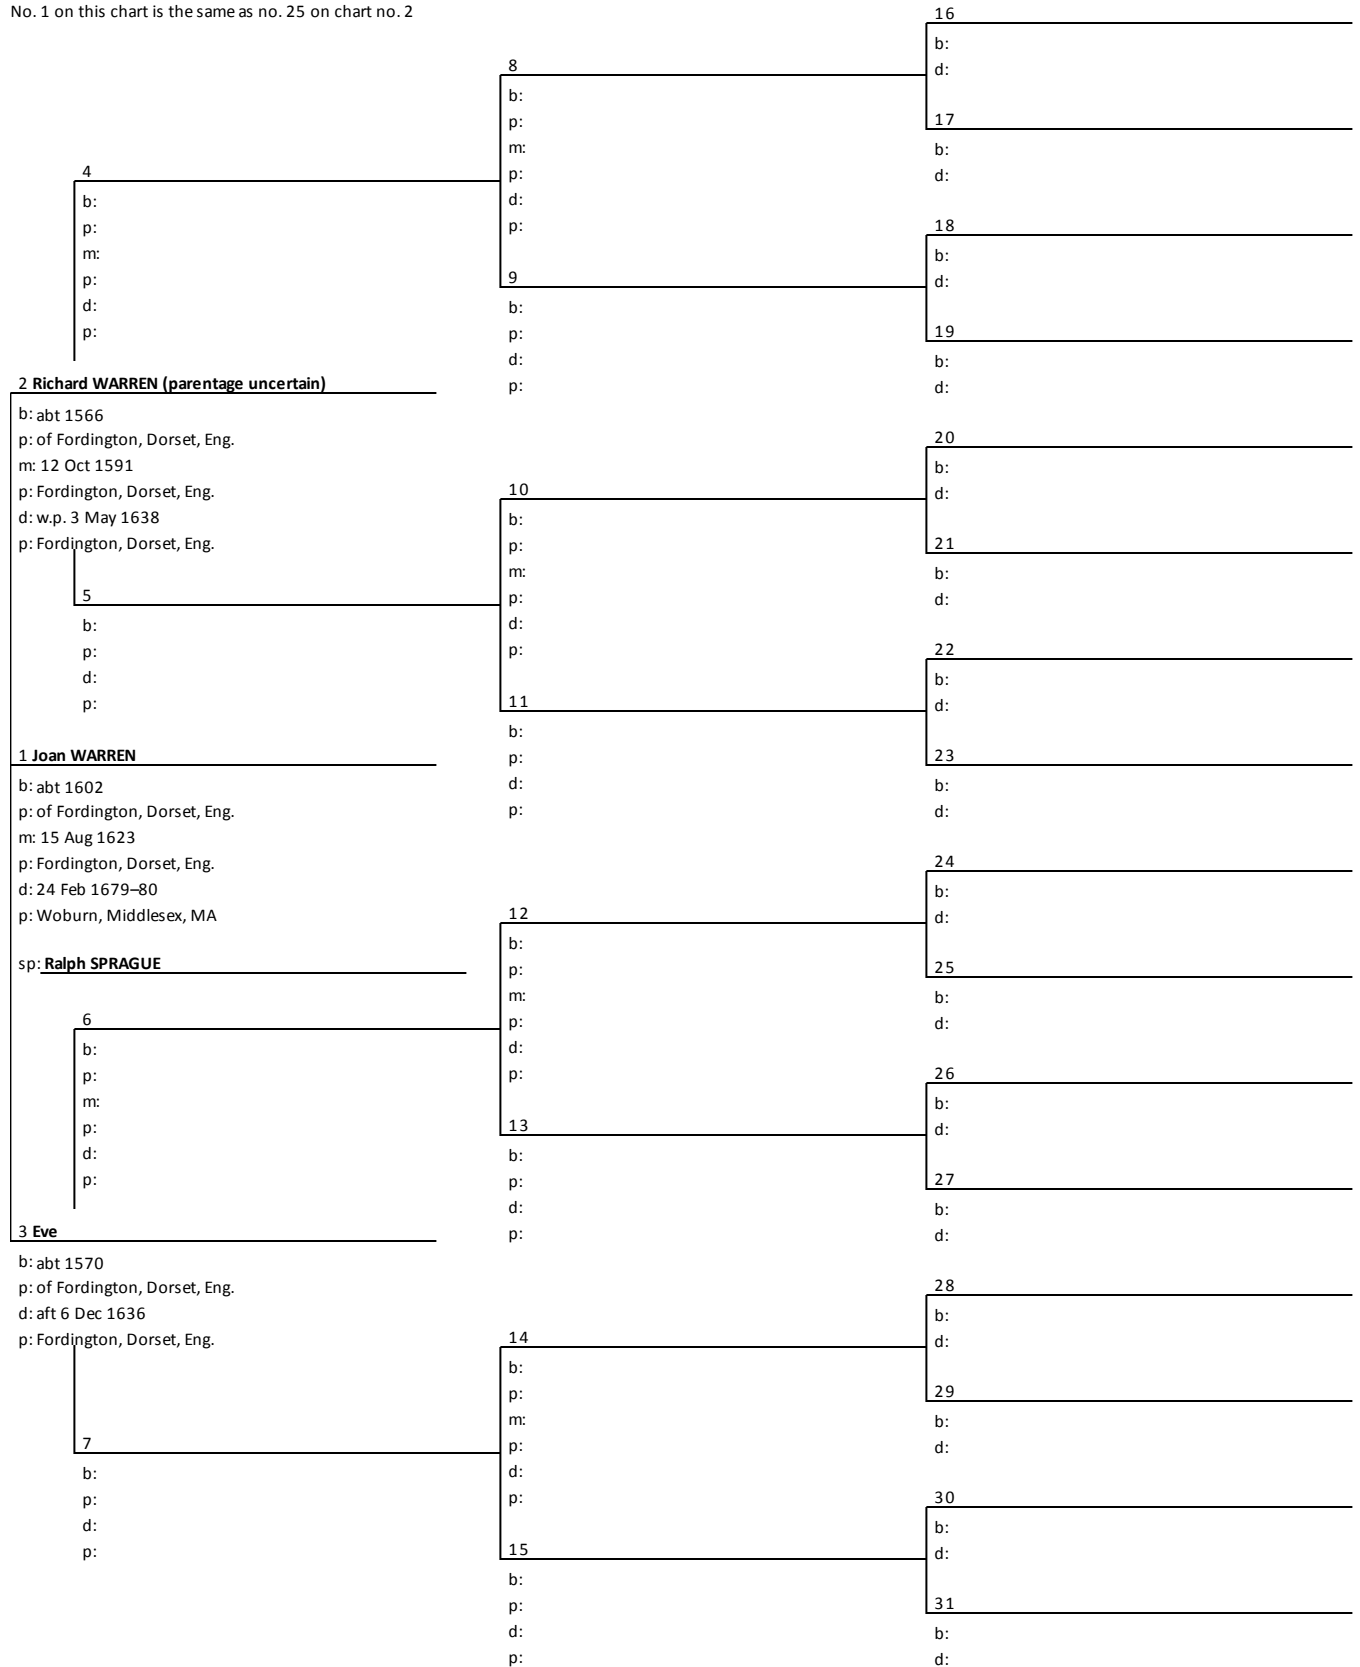 No. 1 on this chart is the same as no. 25 on chart no. 2
16
b:
d:
8
b:
p:
m:
p:
d:
p:
17
b:
d:
4
b:
p:
m:
p:
d:
p:
18
b:
d:
9
b:
p:
d:
p:
19
b:
d:
2 Richard WARREN (parentage uncertain)
b: abt 1566
p: of Fordington, Dorset, Eng.
m: 12 Oct 1591
p: Fordington, Dorset, Eng.
d: w.p. 3 May 1638
p: Fordington, Dorset, Eng.
20
b:
d:
10
b:
p:
m:
p:
d:
p:
21
b:
d:
5
b:
p:
d:
p:
22
b:
d:
11
b:
p:
d:
p:
23
b:
d:
1 Joan WARREN
b: abt 1602
p: of Fordington, Dorset, Eng.
m: 15 Aug 1623
p: Fordington, Dorset, Eng.
d: 24 Feb 1679–80
p: Woburn, Middlesex, MA
sp: Ralph SPRAGUE
24
b:
d:
12
b:
p:
m:
p:
d:
p:
25
b:
d:
6
b:
p:
m:
p:
d:
p:
26
b:
d:
13
b:
p:
d:
p:
27
b:
d:
3 Eve
b: abt 1570
p: of Fordington, Dorset, Eng.
d: aft 6 Dec 1636
p: Fordington, Dorset, Eng.
28
b:
d:
14
b:
p:
m:
p:
d:
p:
29
b:
d:
7
b:
p:
d:
p:
30
b:
d:
15
b:
p:
d:
p:
31
b:
d: